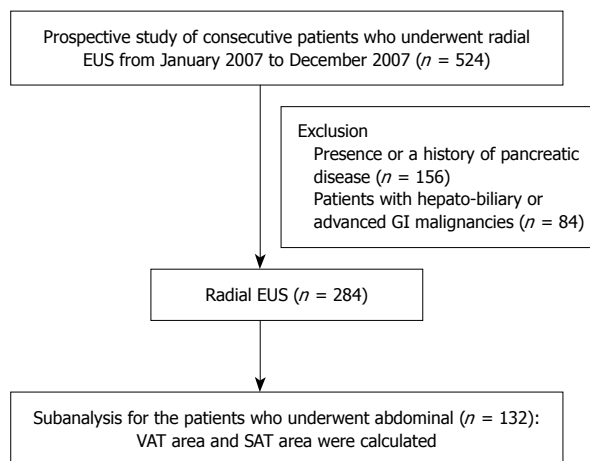 Prospective study of consecutive patients who underwent radial
EUS from January 2007 to December 2007 (n = 524)
Exclusion
Presence or a history of pancreatic
disease (n = 156)
Patients with hepato-biliary or
advanced GI malignancies (n = 84)
Radial EUS (n = 284)
Subanalysis for the patients who underwent abdominal (n = 132):
VAT area and SAT area were calculated